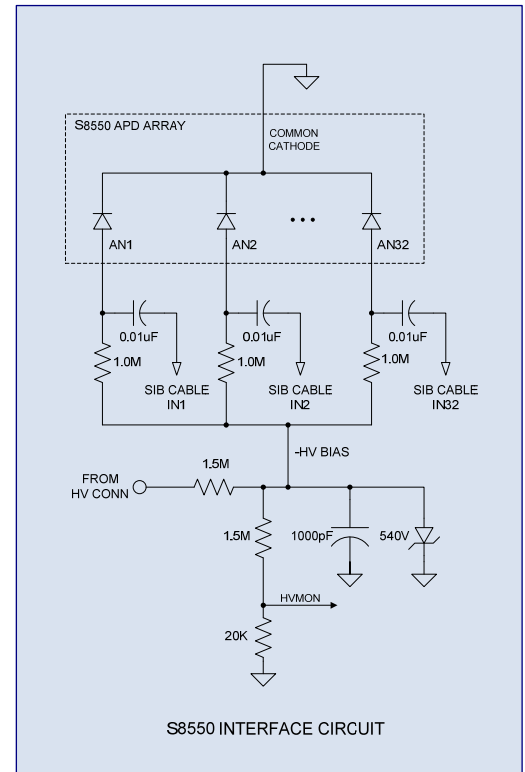 S8550 APD ARRAY
COMMON
CATHODE
AN1
AN2
AN32
0.01uF
0.01uF
0.01uF
1.0M
1.0M
1.0M
SIB CABLE
IN1
SIB CABLE
IN2
SIB CABLE
IN32
-HV BIAS
FROM
HV CONN
1.5M
1.5M
1000pF
540V
HVMON
20K
S8550 INTERFACE CIRCUIT